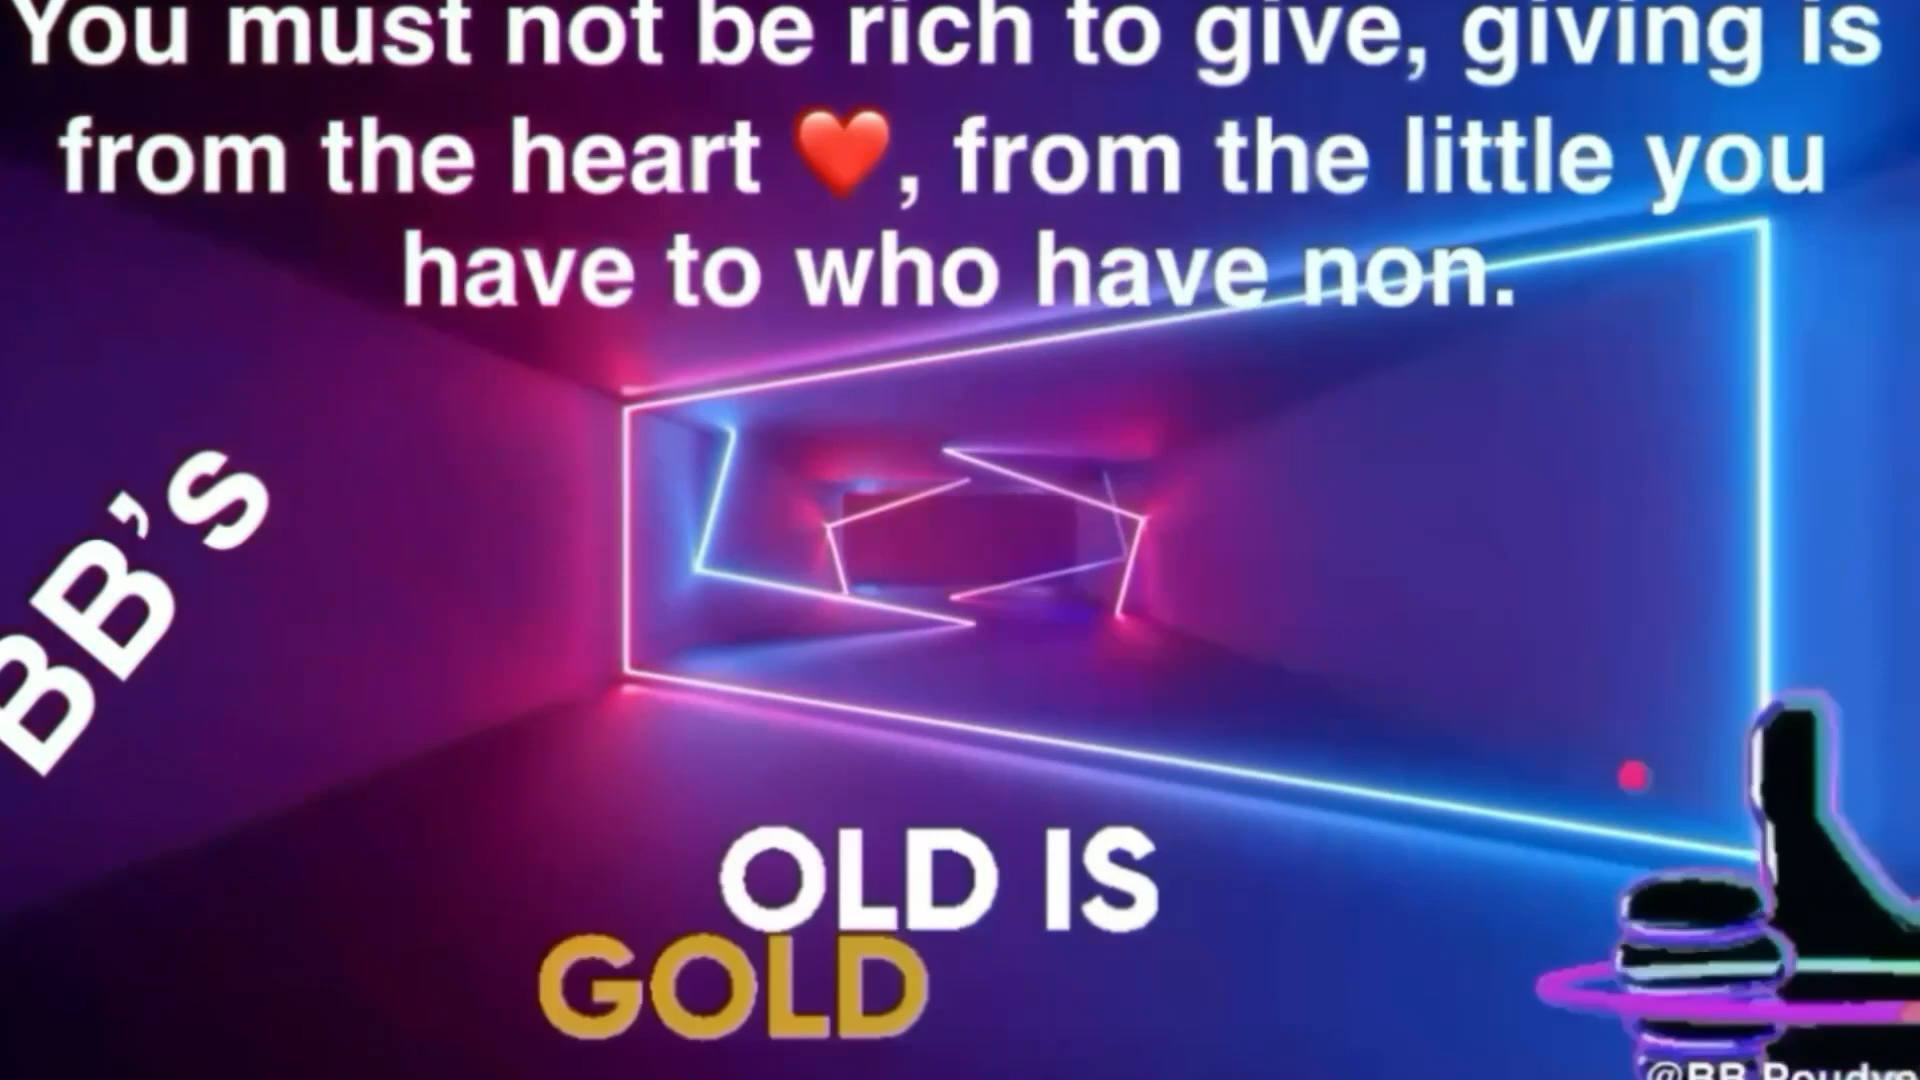 You must not be rich to give, giving is
from the heart ❤️, from the little you
have to who have non.
BB’s
OLD IS
GOLD
@BB